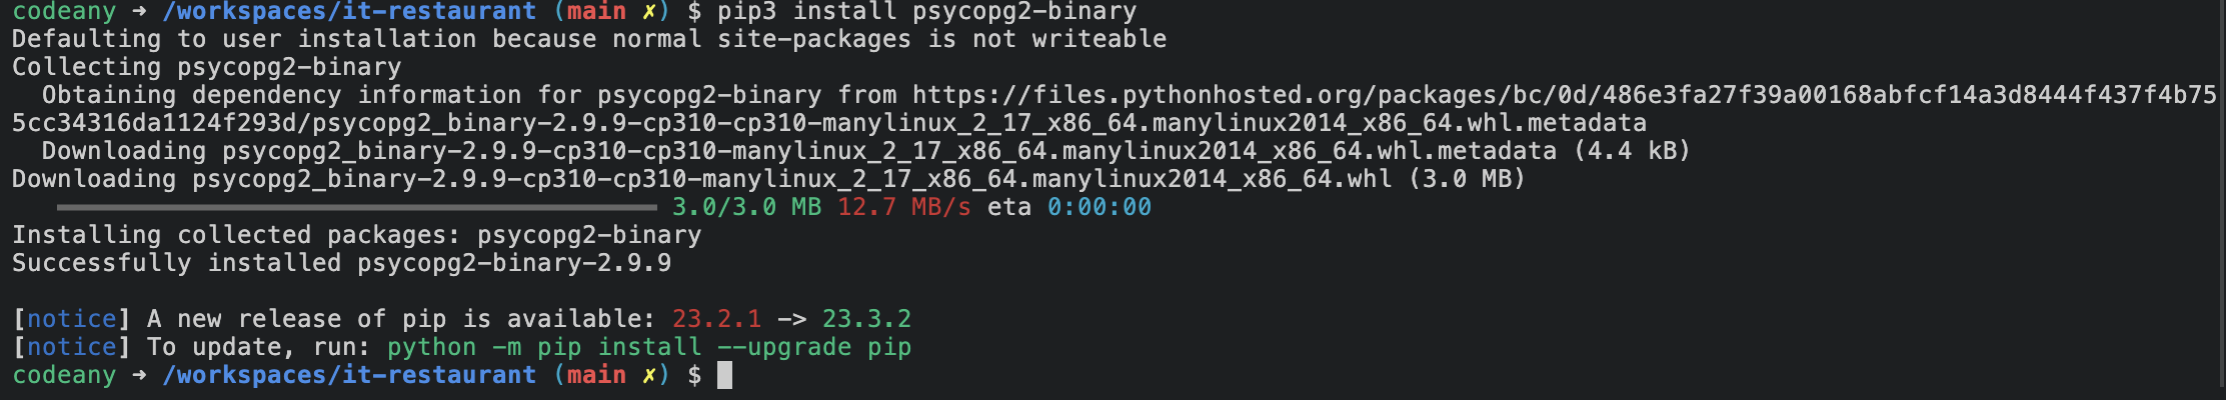 codeany → /workspaces/it-restaurant (main ✗) $ pip3 install psycopg2-binary
Defaulting to user installation because normal site-packages is not writeable
Collecting psycopg2-binary
  Obtaining dependency information for psycopg2-binary from https://files.pythonhosted.org/packages/bc/0d/486e3fa27f39a00168abfcf14a3d8444f437f4b75
5cc34316da1124f293d/psycopg2_binary-2.9.9-cp310-cp310-manylinux_2_17_x86_64.manylinux2014_x86_64.whl.metadata
  Downloading psycopg2_binary-2.9.9-cp310-cp310-manylinux_2_17_x86_64.manylinux2014_x86_64.whl.metadata (4.4 kB)
Downloading psycopg2_binary-2.9.9-cp310-cp310-manylinux_2_17_x86_64.manylinux2014_x86_64.whl (3.0 MB)
3.0/3.0 MB 12.7 MB/s eta 0:00:00
Installing collected packages: psycopg2-binary
Successfully installed psycopg2-binary-2.9.9
[notice] A new release of pip is available: 23.2.1 -> 23.3.2
[notice] To update, run: python -m pip install --upgrade pip
codeany → /workspaces/it-restaurant (main ✗) $